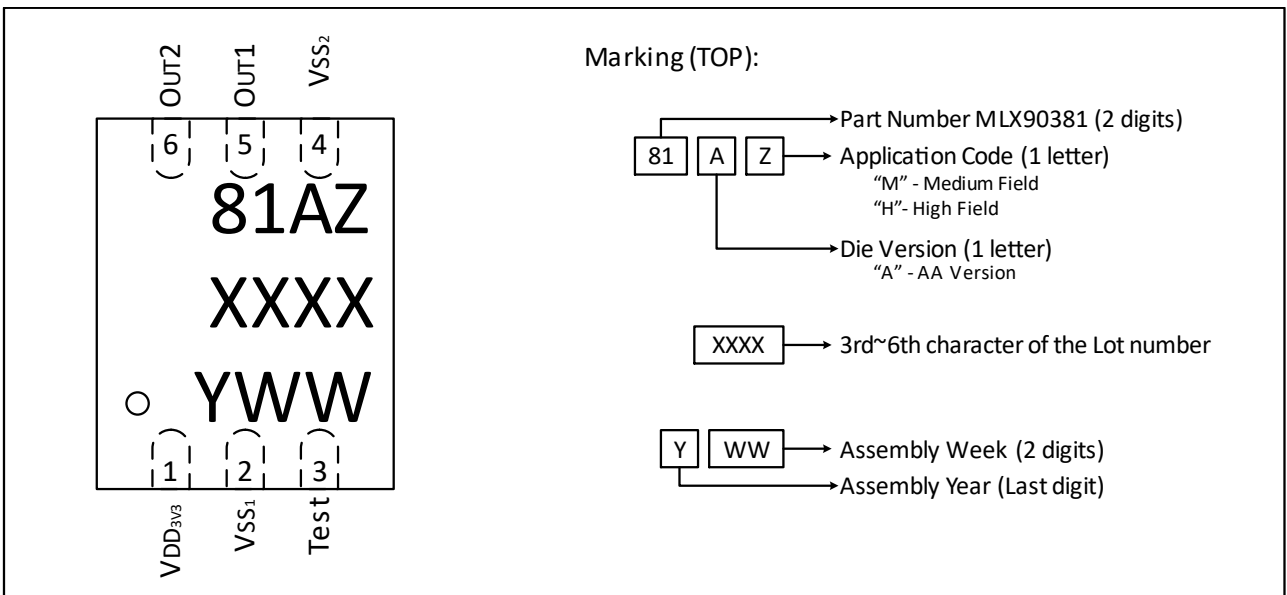 OUT2
OUT1
VSS2
6
5
4
81AZ
XXXX
YWW
1
2
3
VDD3V3
VSS1
Test
Marking (TOP):
Part Number MLX90381 (2 digits)
81 A Z Application Code (1 letter)
“M” - Medium Field
“H”- High Field
Die Version (1 letter)
“A” - AA Version
XXXX 3rd~6th character of the Lot number
Y WW Assembly Week (2 digits)
Assembly Year (Last digit)